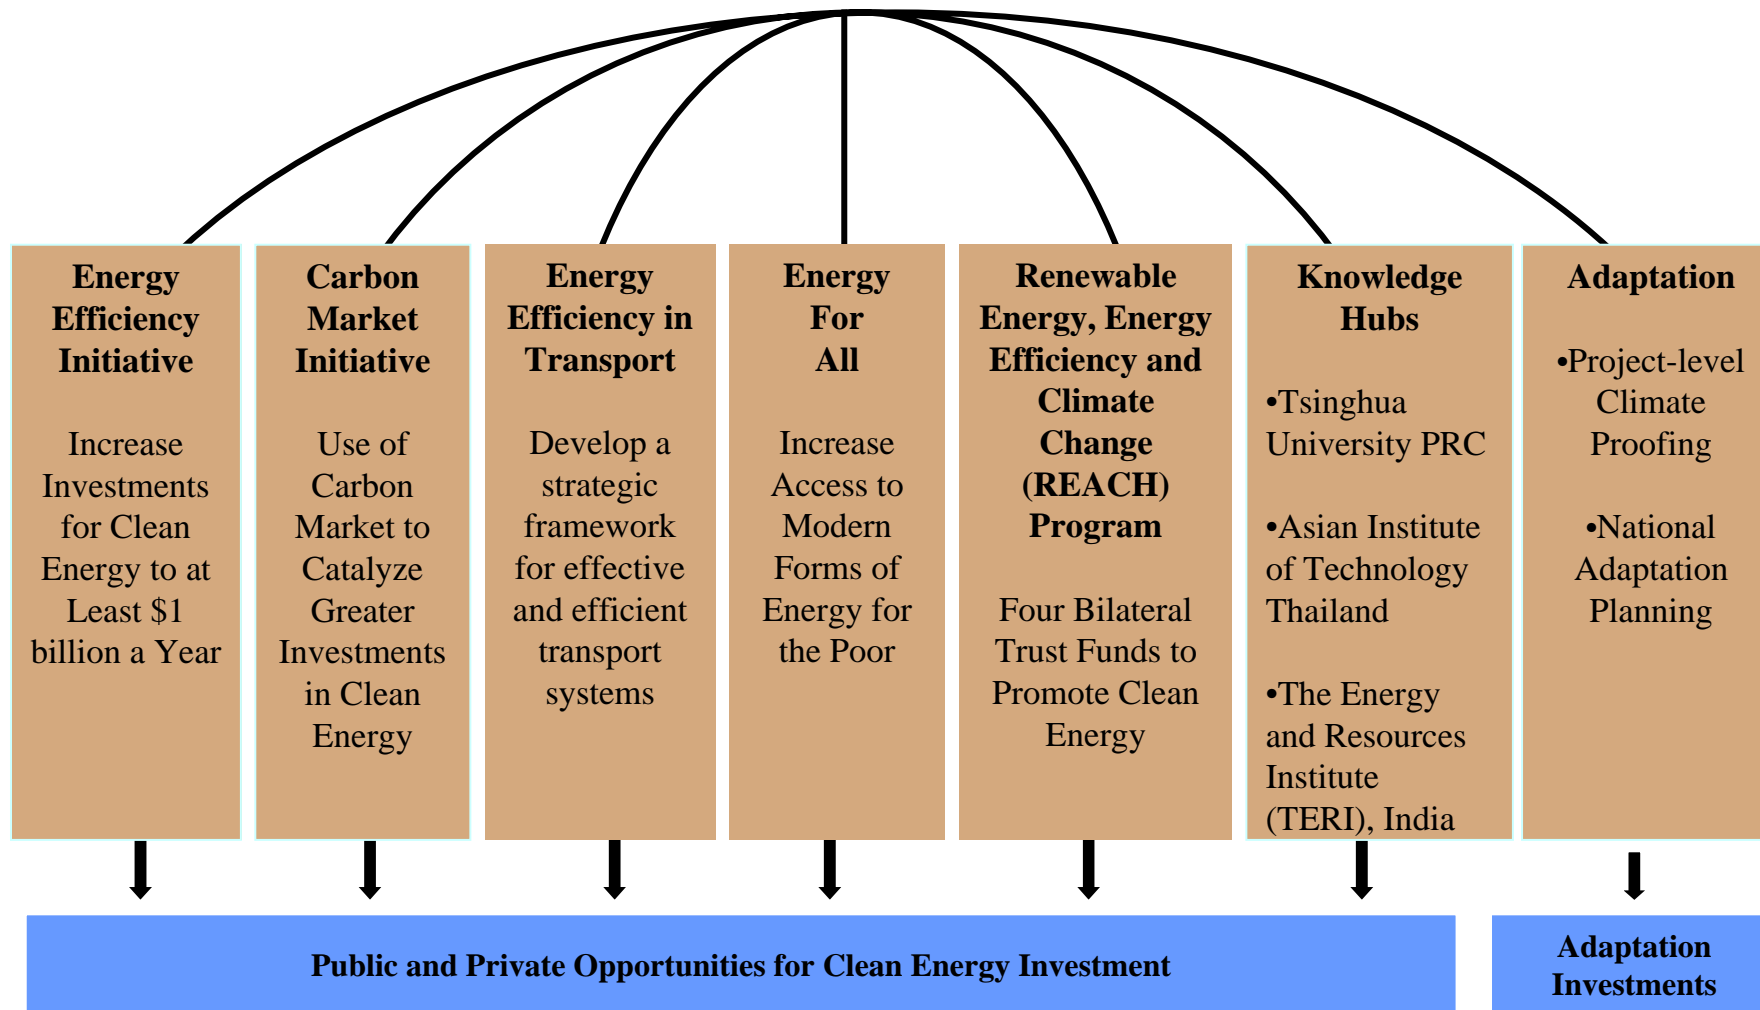 Energy
Efficiency
Initiative
Increase
Investments
for Clean
Energy to at
Least $1
billion a Year
Carbon
Market
Initiative
Use of
Carbon
Market to
Catalyze
Greater
Investments
in Clean
Energy
Energy
Efficiency in
Transport
Develop a
strategic
framework
for effective
and efficient
transport
systems
Energy
For
All
Increase
Access to
Modern
Forms of
Energy for
the Poor
Renewable
Energy, Energy
Efficiency and
Climate
Change
(REACH)
Program
Four Bilateral
Trust Funds to
Promote Clean
Energy
Knowledge
Hubs
•Tsinghua
University PRC
•Asian Institute
of Technology
Thailand
•The Energy
and Resources
Institute
(TERI), India
Adaptation
•Project-level
Climate
Proofing
•National
Adaptation
Planning
Public and Private Opportunities for Clean Energy Investment
Adaptation
Investments